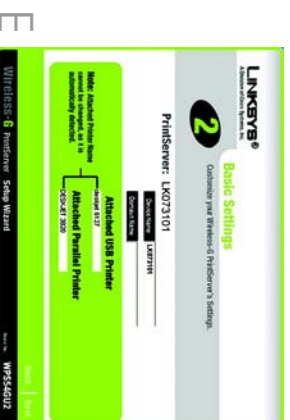 LINKSYS®
A Division of Cisco Systems, Inc.
2
Basic Settings
Customize your Wireless-G PrintServer's Settings.
PrintServer: LK073101
Device Name LK073101
Domain Name
Attached USB Printer
Note: Attached Printer Name
cannot be changed, as it is
automatically detected.
Attached Parallel Printer
DESKJET 3820
Wireless-G PrintServer Setup Wizard
WPS54GU2
Back